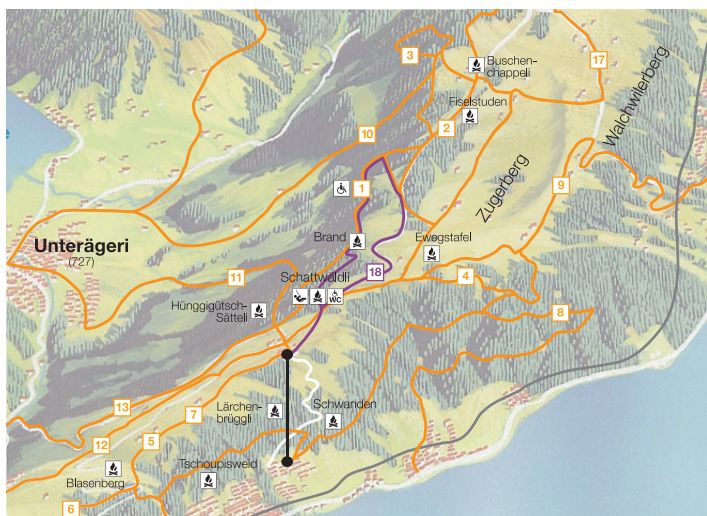 3
Buschen-
chappeli
17
Fiselstuden
2
Walchwilerberg
10
1
9
Zugerberg
Unterägeri
(727)
Brand
Ewegstafel
11
Schattwäldli
18
4
WC
Hünggigütsch-
Sätteli
8
13
7
Lärchen-
brüggli
Schwanden
12
5
Tschoupisweid
Blasenberg
6